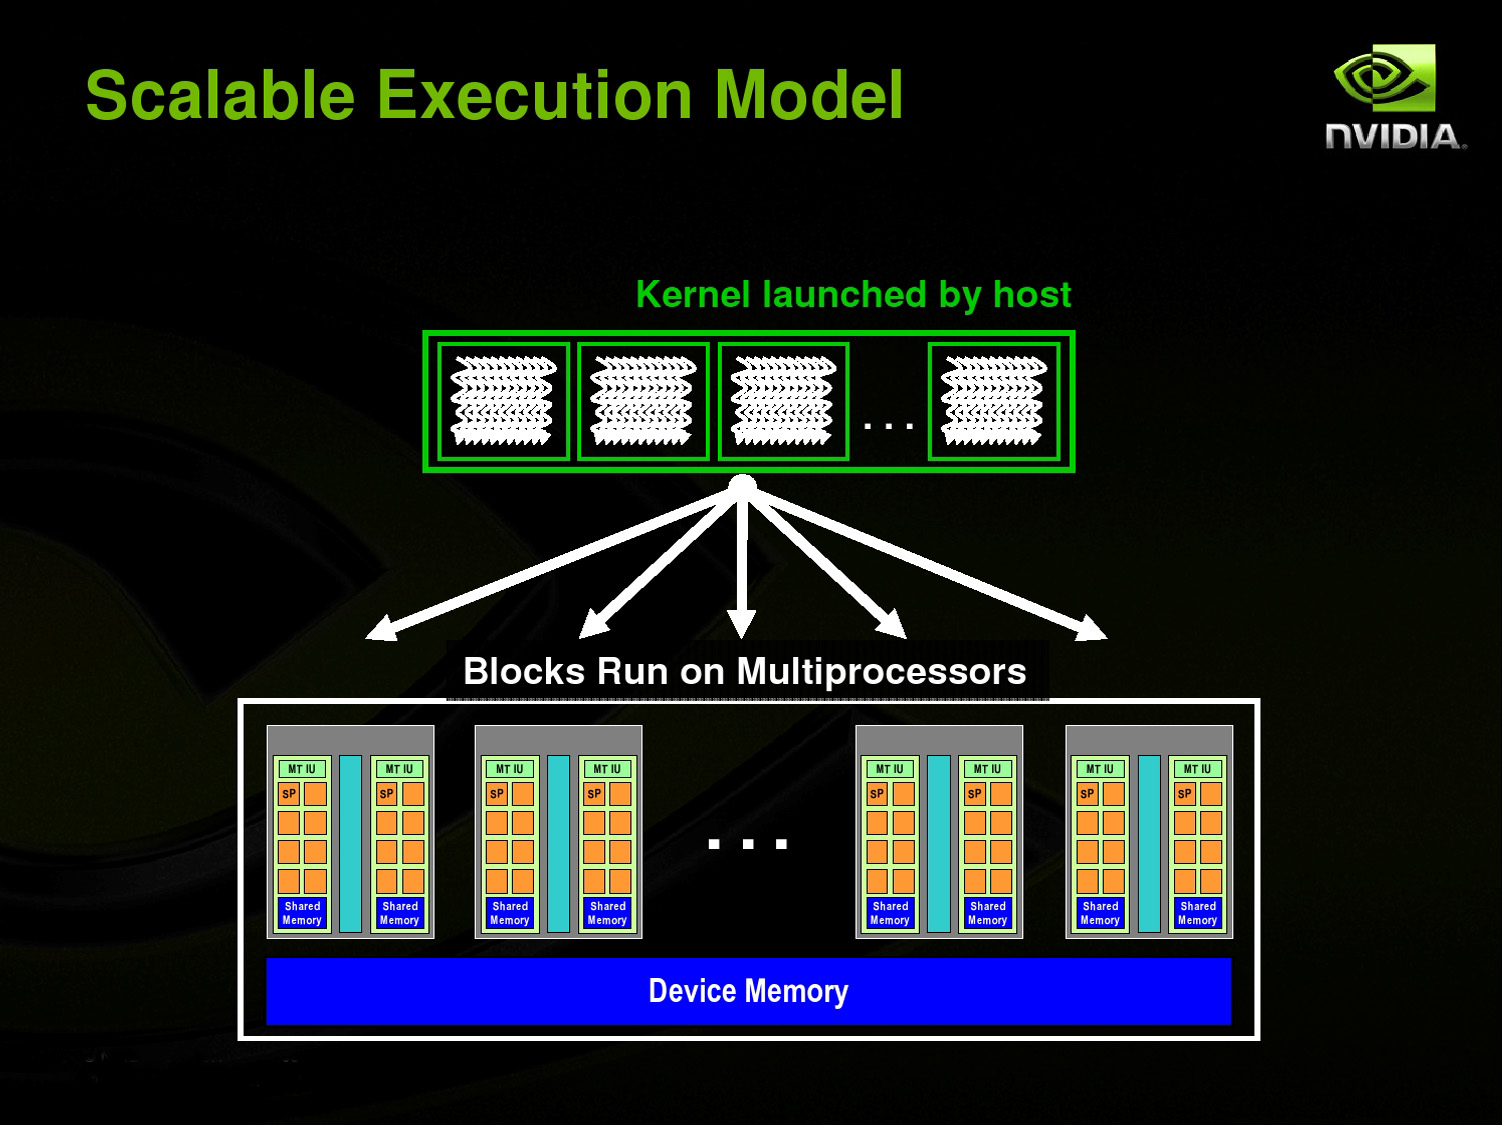 Scalable Execution Model
NVIDIA.
Kernel launched by host
. . .
Blocks Run on Multiprocessors
MT IU MT IU MT IU MT IU MT IU MT IU MT IU MT IU
SP SP SP SP SP SP SP SP
. . .
Shared Shared Shared Shared Shared Shared Shared Shared
Memory Memory Memory Memory Memory Memory Memory Memory
Device Memory